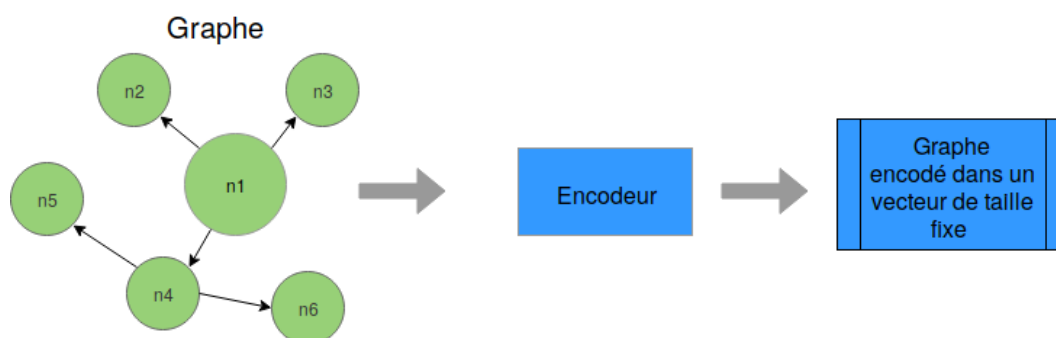 Graphe
n2
n3
n1
n5
n4
n6
Encodeur
Graphe
encodé dans un
vecteur de taille
fixe